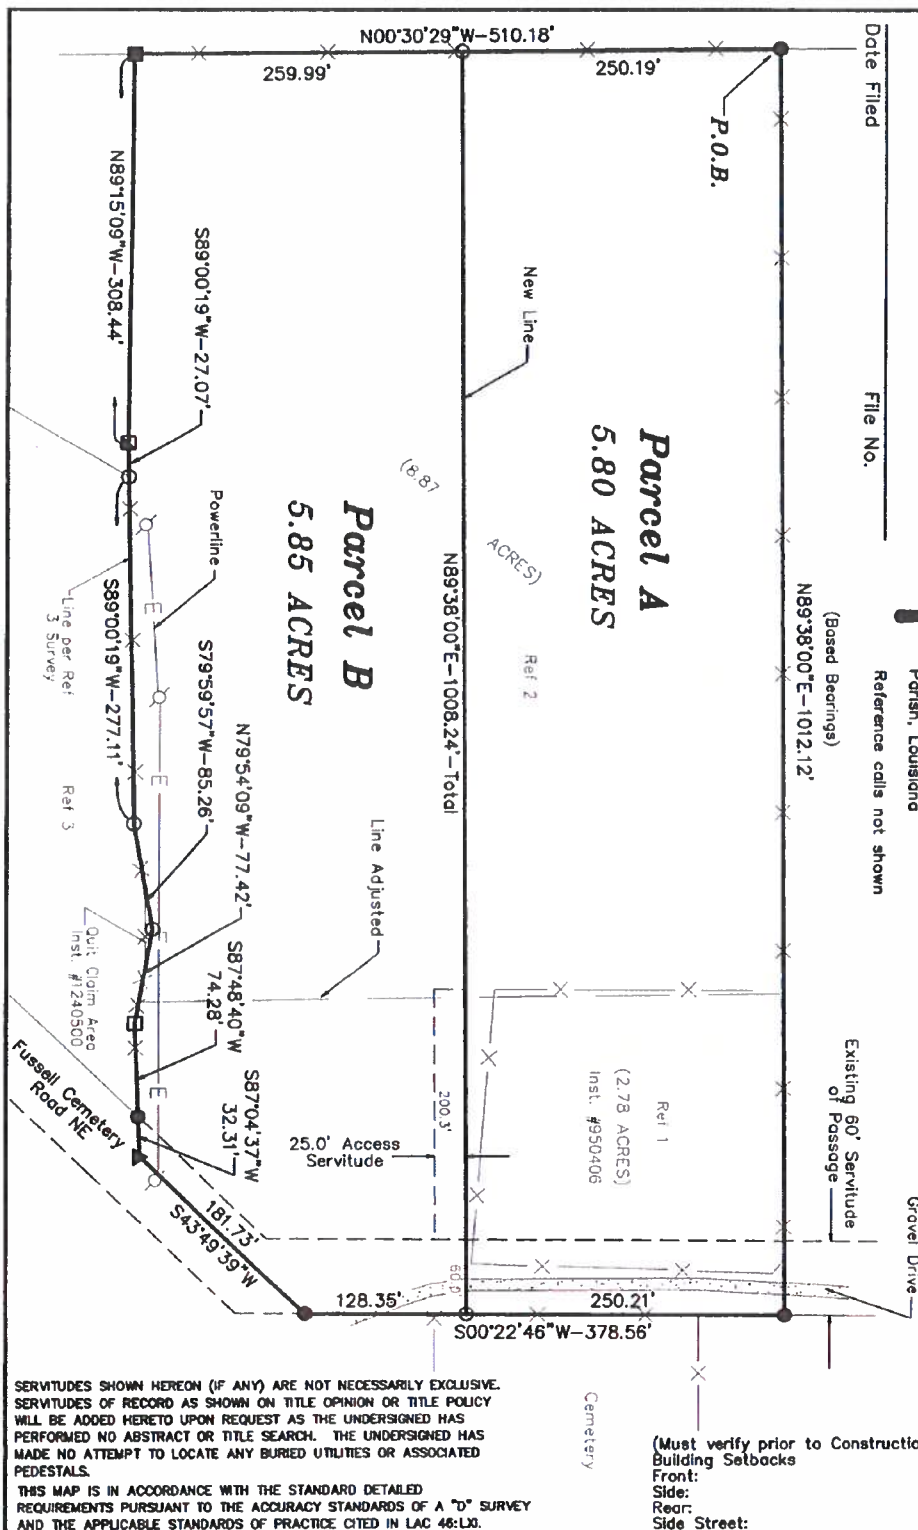 Date Filed
File No.
Parish, Louisiana
Reference calls not shown
N00°30'29"W-510.18'
259.99'
250.19'
P.O.B.
N89°15'09"W-308.44'
S89°00'19"W-27.07'
New Line
Parcel A
5.80 ACRES
(8.87
ACRES)
N89°38'00"E-1012.12'
(Based Bearings)
Powerline
Parcel B
5.85 ACRES
N89°38'00"E-1008.24'-Total
Ref 2
Line per Ref
3 Survey
S89°00'19"W-277.11'
E
S79°59'57"W-85.26'
N79°54'09"W-77.42'
Ref 3
E
Line Adjusted
Quit Claim Area
Inst. #1240500
E
S87°48'40"W
74.28'
S87°04'37"W
32.31'
E
Fussell Cemetery
Road NE
Ref 1
(2.78 ACRES)
Inst. #950406
200.3'
25.0' Access
Servitude
Existing 60' Servitude
of Passage
Gravel Drive
181.73'
S43°49'39"W
60.0
128.35'
250.21'
S00°22'46"W-378.56'
Cemetery
SERVITUDES SHOWN HEREON (IF ANY) ARE NOT NECESSARILY EXCLUSIVE.
SERVITUDES OF RECORD AS SHOWN ON TITLE OPINION OR TITLE POLICY
WILL BE ADDED HERETO UPON REQUEST AS THE UNDERSIGNED HAS
PERFORMED NO ABSTRACT OR TITLE SEARCH. THE UNDERSIGNED HAS
MADE NO ATTEMPT TO LOCATE ANY BURIED UTILITIES OR ASSOCIATED
PEDESTALS.
THIS MAP IS IN ACCORDANCE WITH THE STANDARD DETAILED
REQUIREMENTS PURSUANT TO THE ACCURACY STANDARDS OF A "D" SURVEY
AND THE APPLICABLE STANDARDS OF PRACTICE CITED IN LAC 46:LXI.
(Must verify prior to Constructio
Building Setbacks
Front:
Side:
Rear:
Side Street: